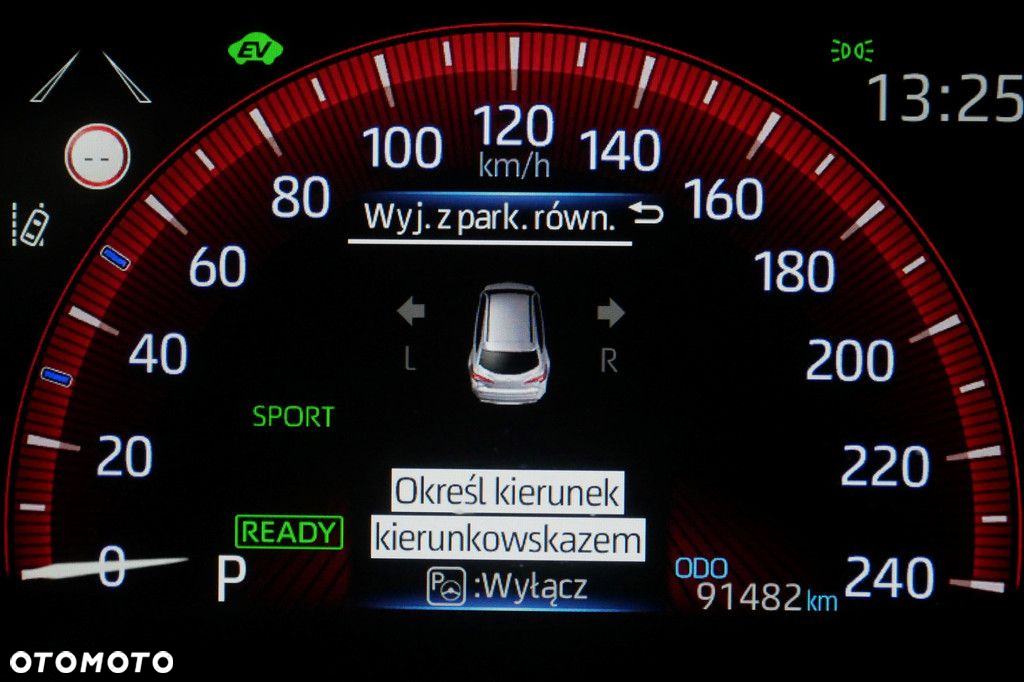 EV
13:25
--
120
km/h
100
140
80
160
Wyj. z park. równ.
60
180
40
200
L
R
SPORT
20
220
Określ kierunek
kierunkowskazem
READY
P
0
P :Wyłącz
ODO
91482 km
240
OTOMOTO